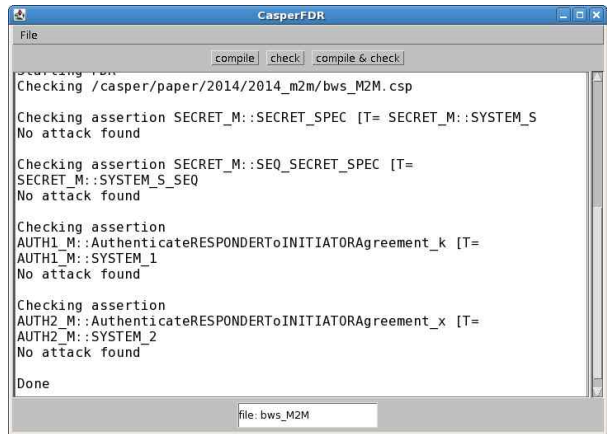 CasperFDR
File
compile check compile & check
Starting FDR
Checking /casper/paper/2014/2014_m2m/bws_M2M.csp
Checking assertion SECRET_M::SECRET_SPEC [T= SECRET_M::SYSTEM_S
No attack found
Checking assertion SECRET_M::SEQ_SECRET_SPEC [T=
SECRET_M::SYSTEM_S_SEQ
No attack found
Checking assertion
AUTH1_M::AuthenticateRESPONDERToINITIATORAgreement_k [T=
AUTH1_M::SYSTEM_1
No attack found
Checking assertion
AUTH2_M::AuthenticateRESPONDERToINITIATORAgreement_x [T=
AUTH2_M::SYSTEM_2
No attack found
Done
file: bws_M2M